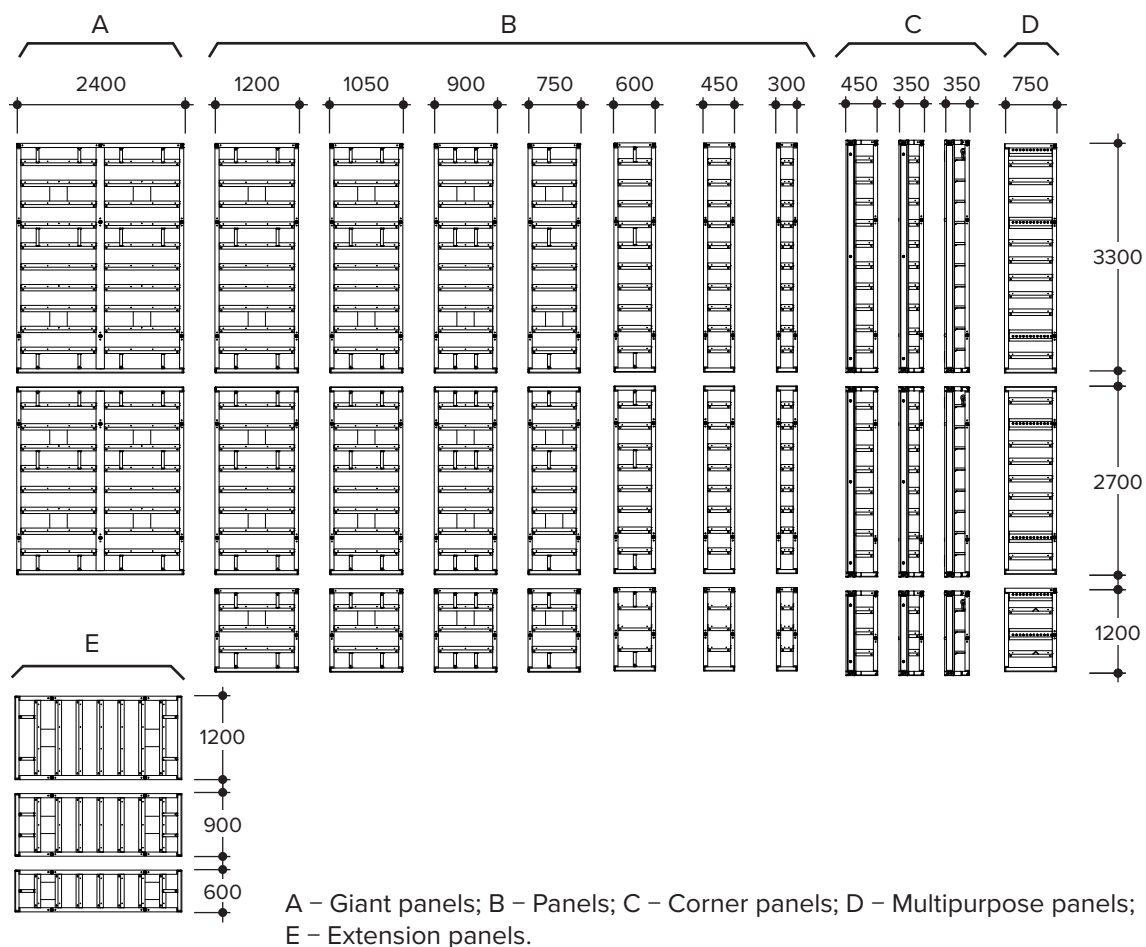 A B C D
2400 1200 1050 900 750 600 450 300 450 350 350 750
3300
2700
1200
E
1200
900
600
A – Giant panels; B – Panels; C – Corner panels; D – Multipurpose panels;
E – Extension panels.